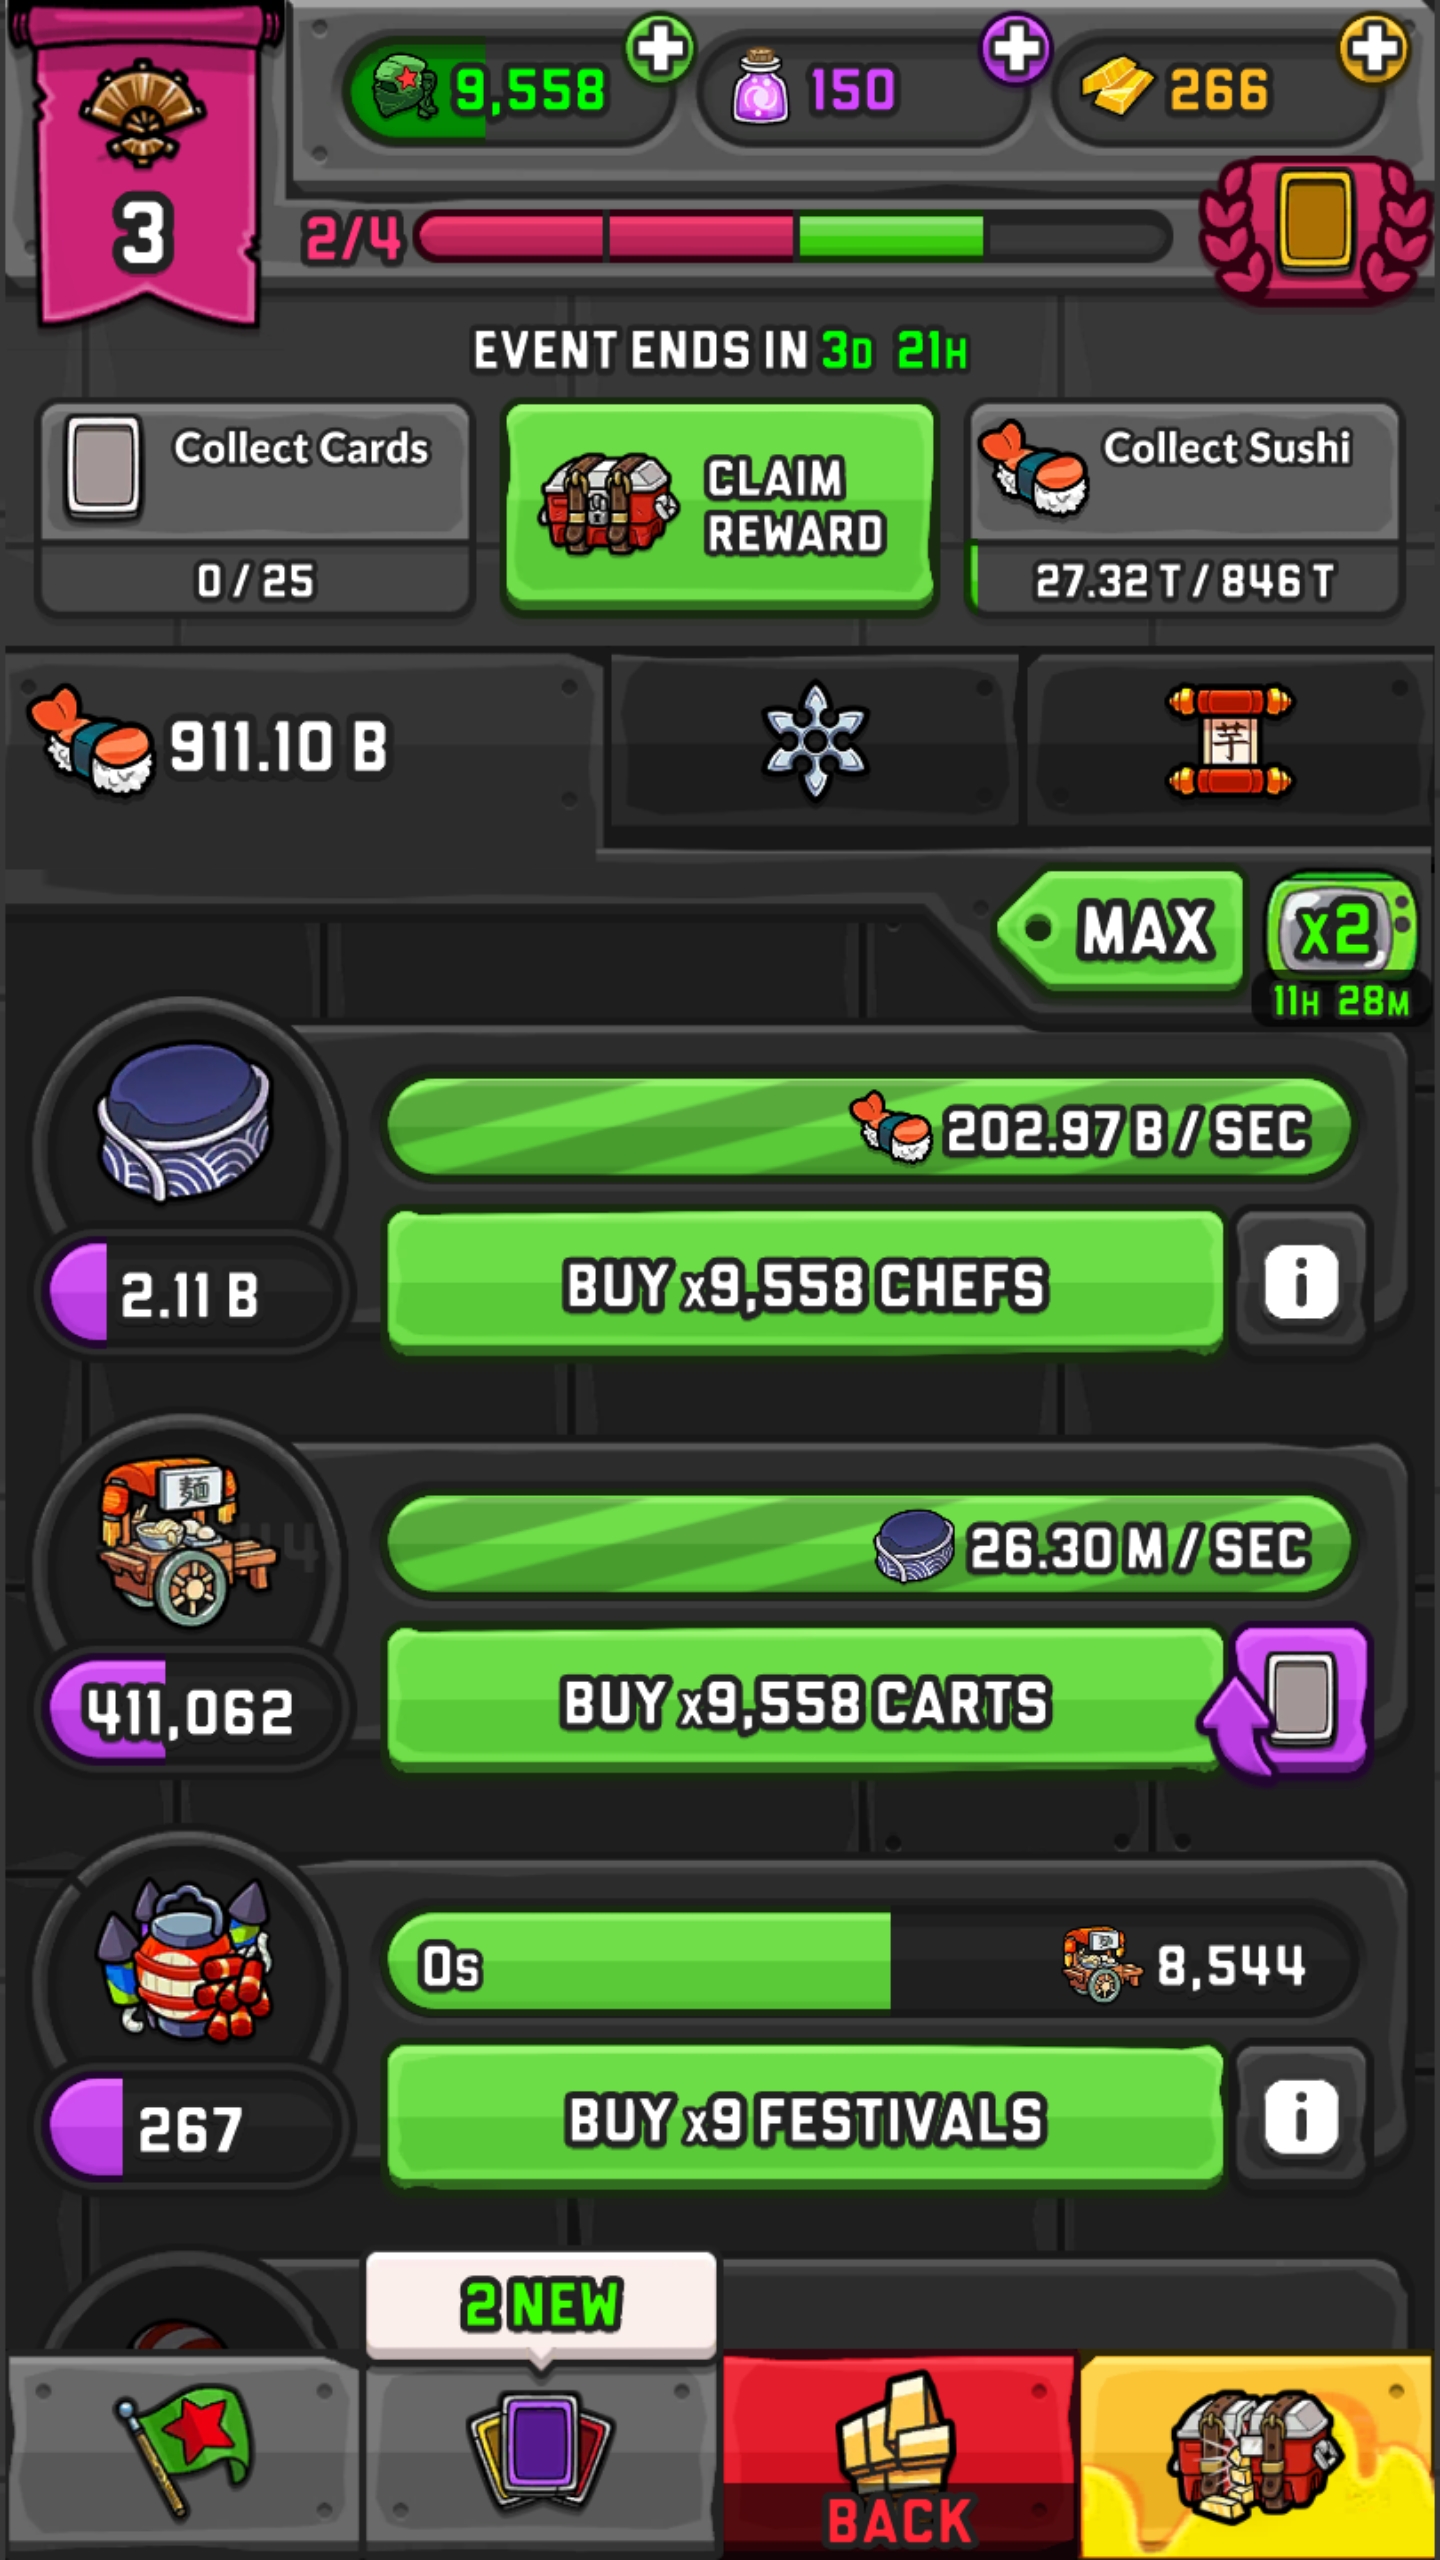 9,558
150
266
3
2/4
EVENT ENDS IN 3D 21H
Collect Cards
0 / 25
CLAIM
REWARD
Collect Sushi
27.32 T / 846 T
911.10 B
芋
MAX
x2
11H 28M
202.97 B / SEC
2.11 B
BUY x9,558 CHEFS
i
麺
26.30 M / SEC
411,062
BUY x9,558 CARTS
0s
8,544
267
BUY x9 FESTIVALS
i
2 NEW
BACK